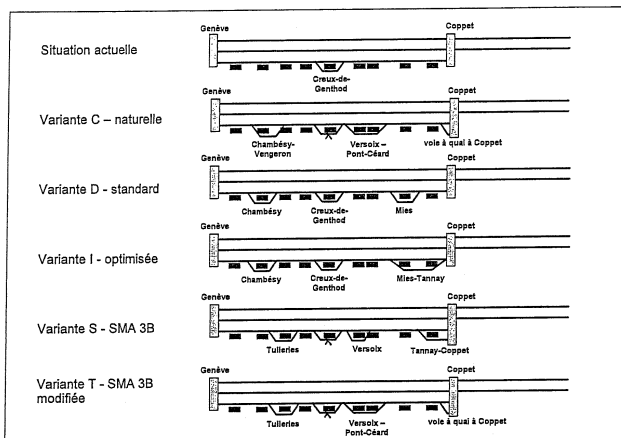 Genève
Coppet
Situation actuelle
Creux-de-
Genthod
Genève
Coppet
Variante C – naturelle
Chambésy-
Vengeron
Versoix –
Pont-Céard
voie à quai à Coppet
Genève
Coppet
Variante D - standard
Chambésy
Creux-de-
Genthod
Mies
Genève
Coppet
Variante I - optimisée
Chambésy
Creux-de-
Genthod
Mies-Tannay
Genève
Coppet
Variante S - SMA 3B
Tuileries
Versoix
Tannay-Coppet
Genève
Coppet
Variante T - SMA 3B
modifiée
Tuileries
Versoix –
Pont-Céard
voie à quai à Coppet